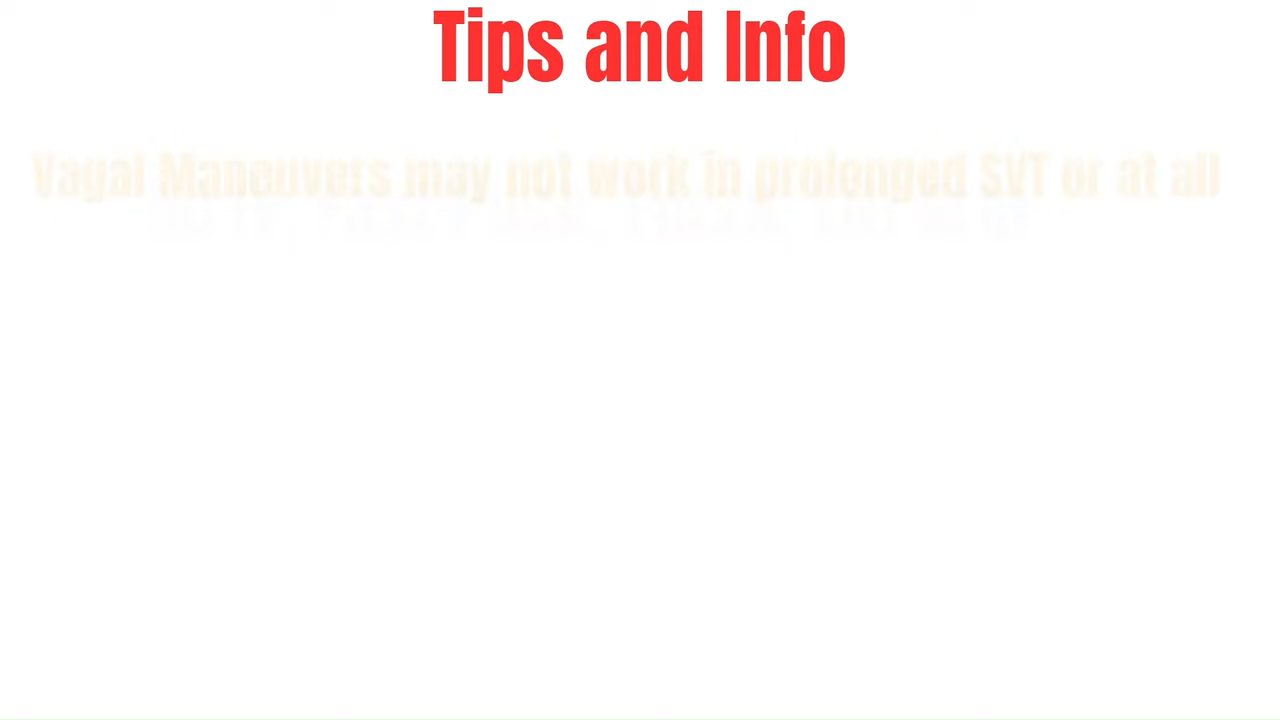 Tips and Info
Vagal Maneuvers may not work in prolonged SVT or at all